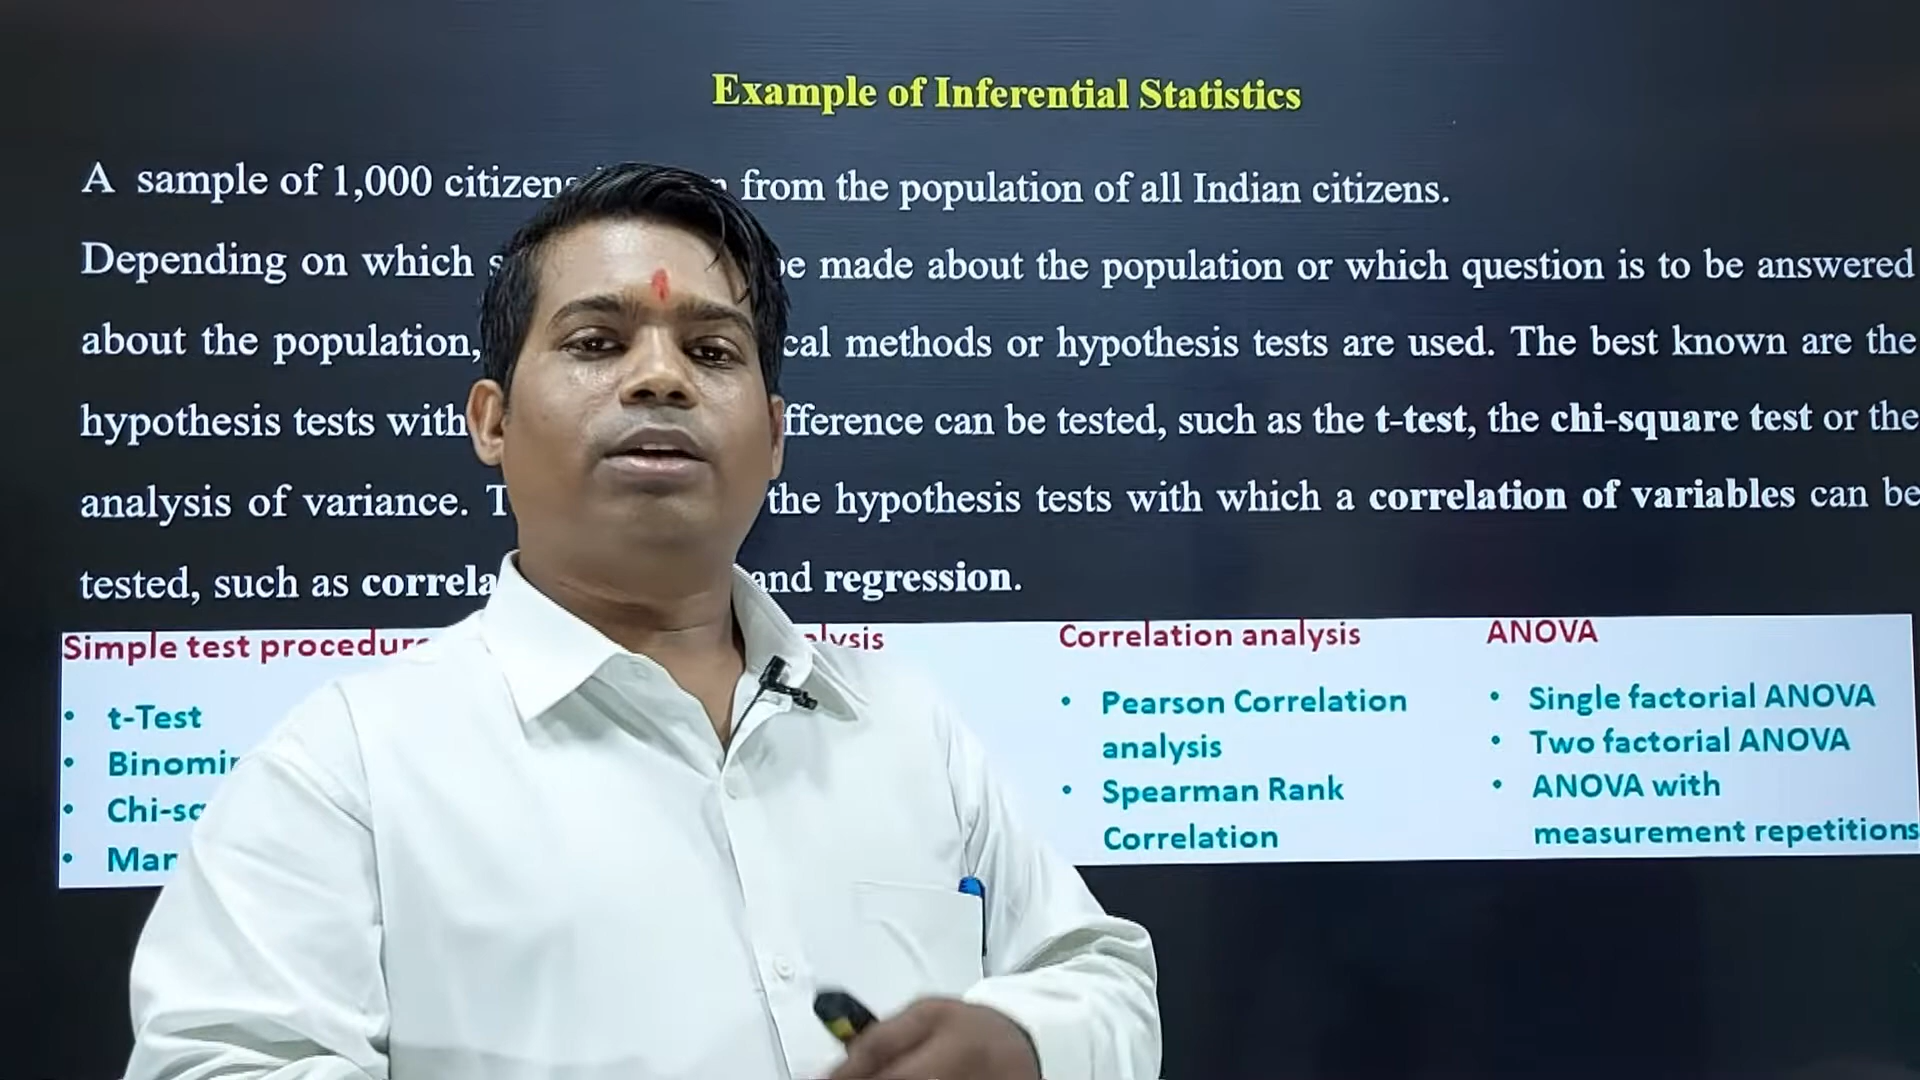 Example of Inferential Statistics
A sample of 1,000 citizens from the population of all Indian citizens.
Depending on which be made about the population or which question is to be answered
about the population, methods or hypothesis tests are used. The best known are the
hypothesis tests with can be tested, such as the t-test, the chi-square test or the
analysis of variance. the hypothesis tests with which a correlation of variables can be
tested, such as and regression.
Simple test Correlation analysis ANOVA
• t-Test
• Pearson Correlation
analysis
• Spearman Rank
Correlation
• Single factorial ANOVA
• Two factorial ANOVA
• ANOVA with
measurement repetitions